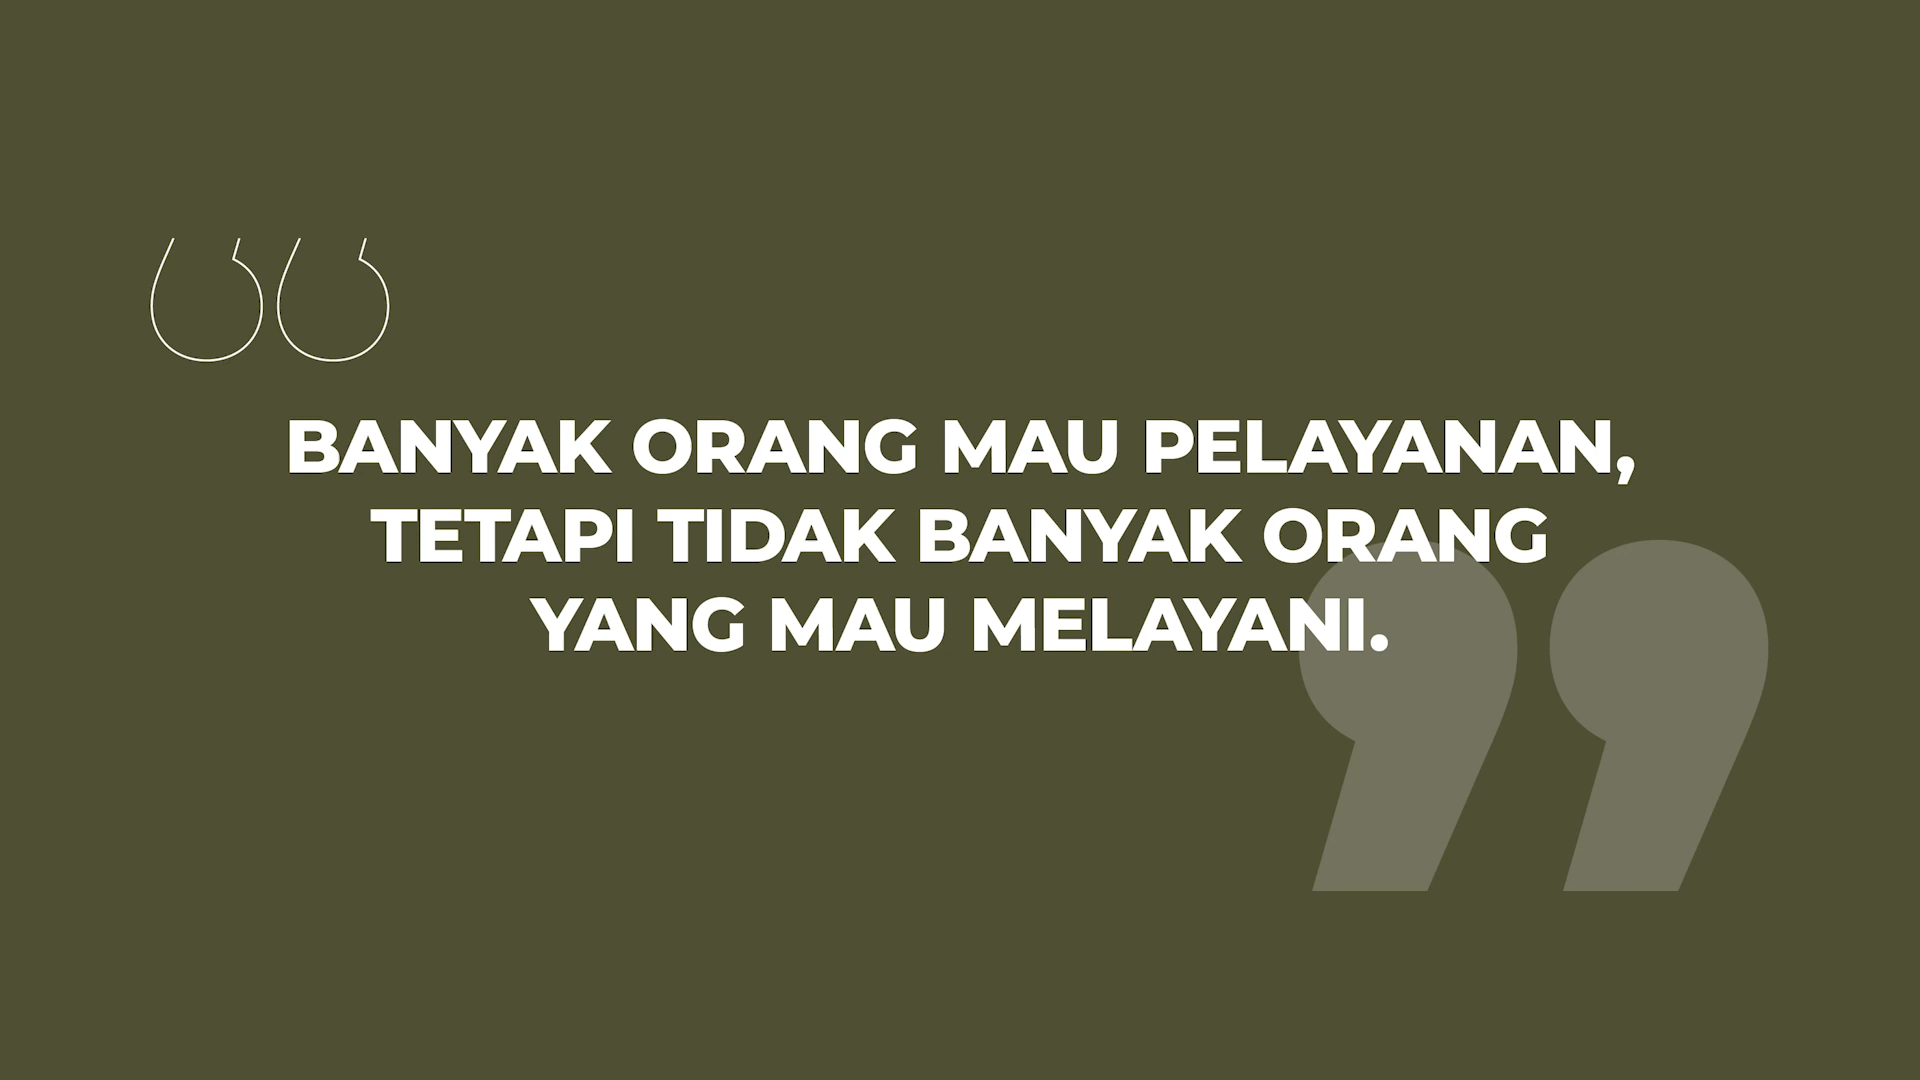 BANYAK ORANG MAU PELAYANAN,
TETAPI TIDAK BANYAK ORANG
YANG MAU MELAYANI.